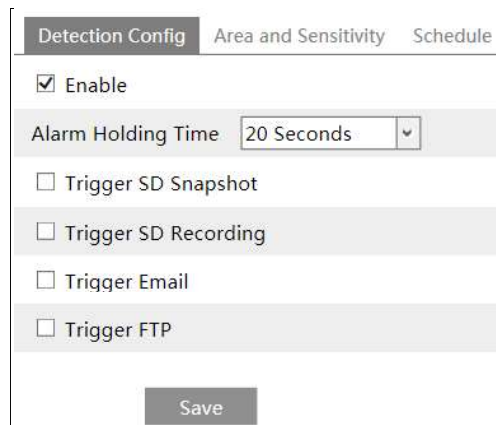 Detection Config Area and Sensitivity Schedule
Enable
Alarm Holding Time 20 Seconds
Trigger SD Snapshot
Trigger SD Recording
Trigger Email
Trigger FTP
Save